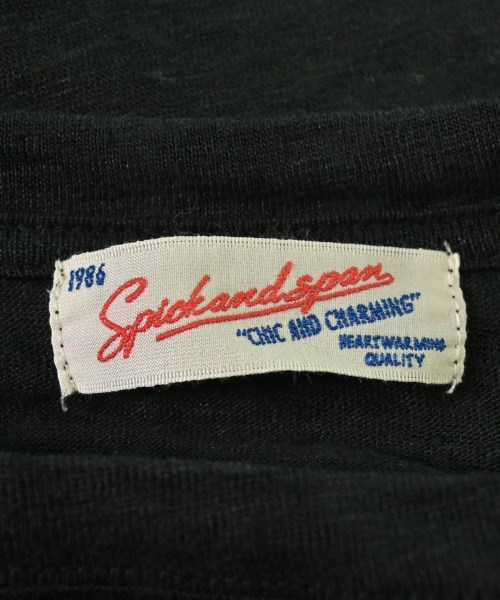 1986
Spickandspan
"CHIC AND CHARMING"
HEARTWARMING
QUALITY